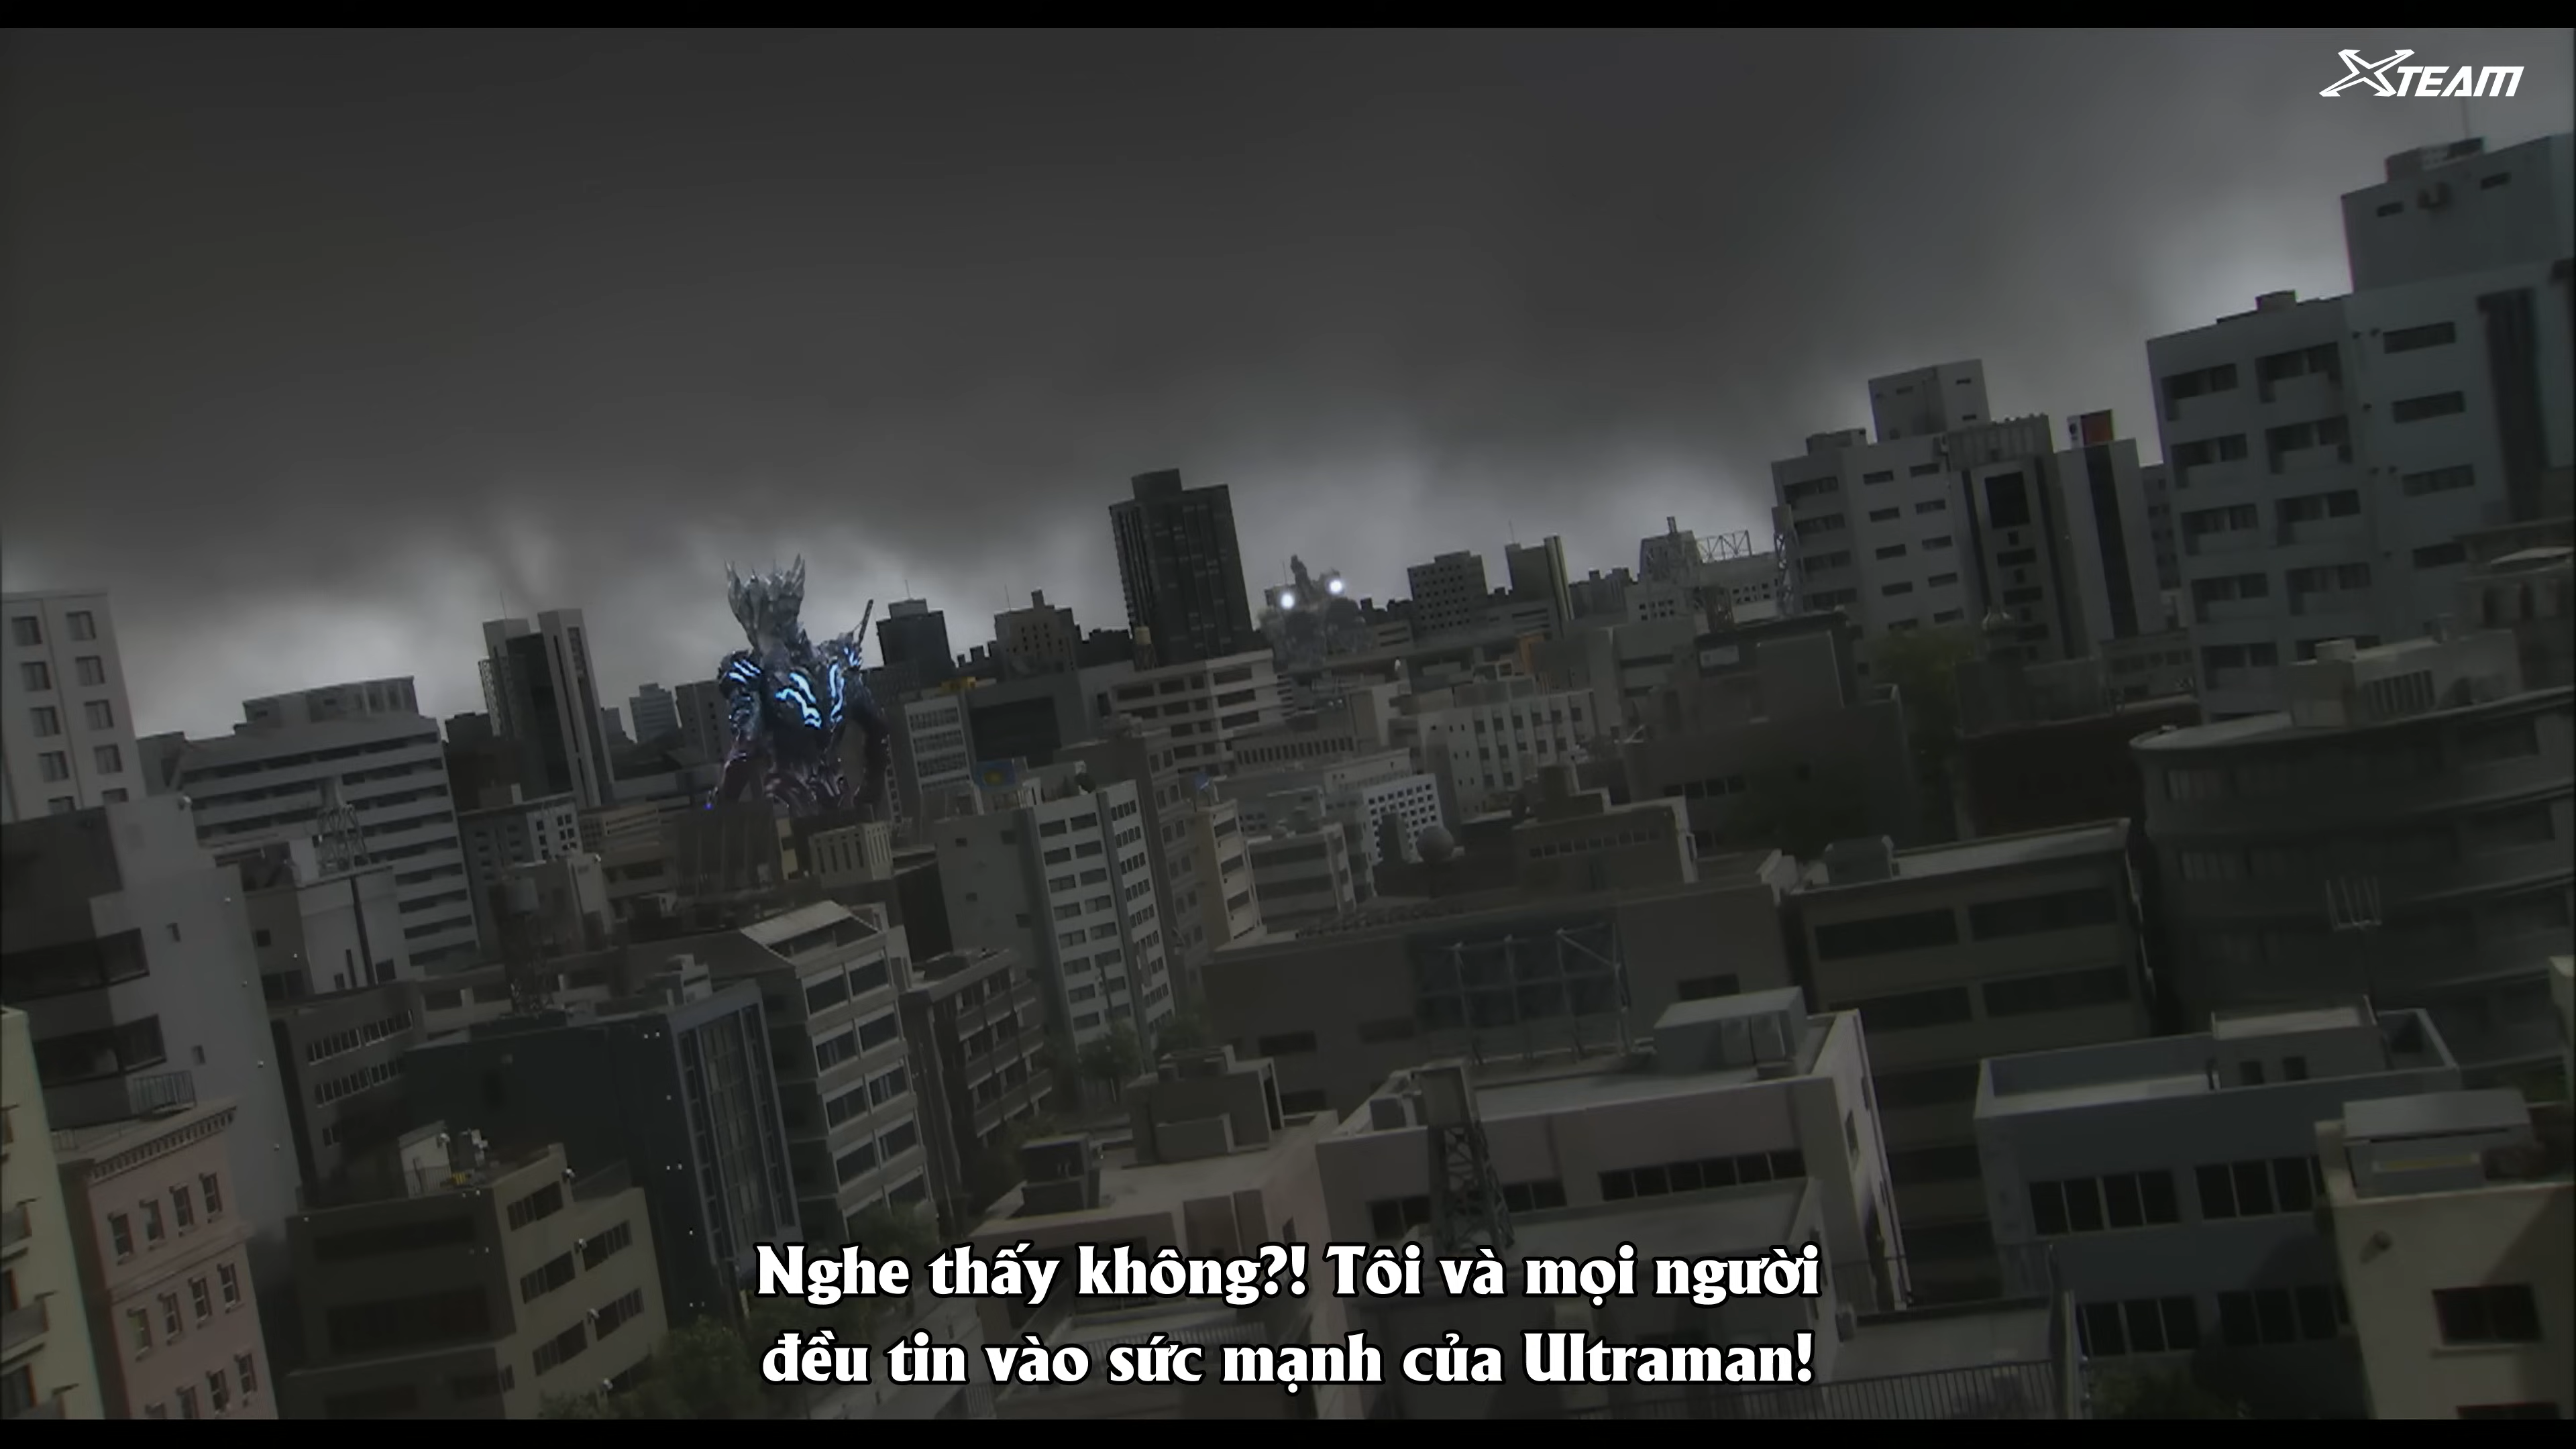 XTEAM
Nghe thấy không?! Tôi và mọi người
đều tin vào sức mạnh của Ultraman!